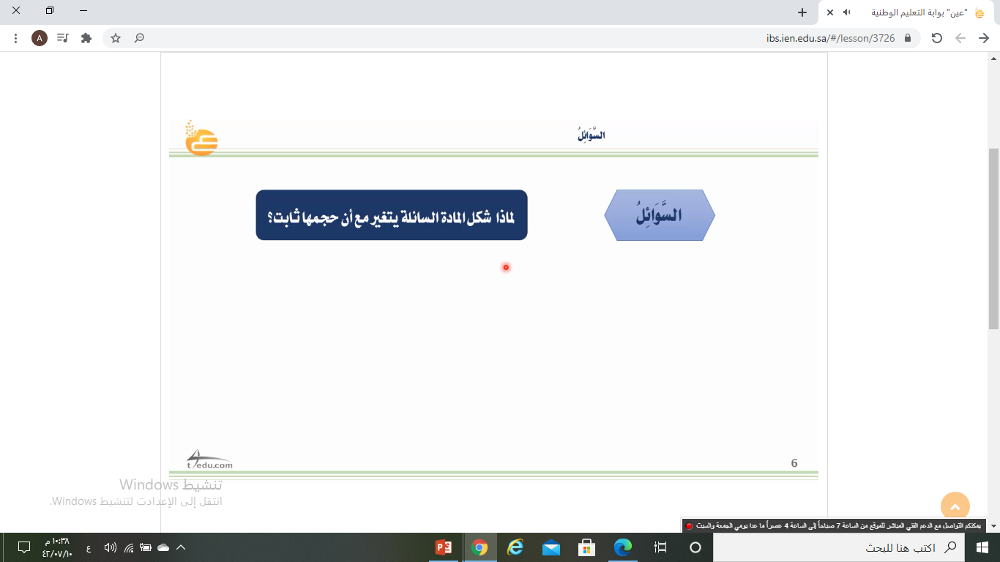 "عين" بوابة التعليم الوطنية
ibs.ien.edu.sa/#/lesson/3726
A
السَّوَائِلُ
السَّوَائِلُ
لماذا شكل المادة السائلة يتغير مع أن حجمها ثابت؟
t4edu.com
6
تنشيط Windows
انتقل إلى الإعدادت لتنشيط Windows.
يمكنكم التواصل مع الدعم الفني المباشر للموقع من الساعة 7 صباحاً إلى الساعة 4 عصراً ما عدا يومي الجمعة والسبت
اكتب هنا للبحث
ع
١٠:٣٨ م
٤٢/٠٧/١٠